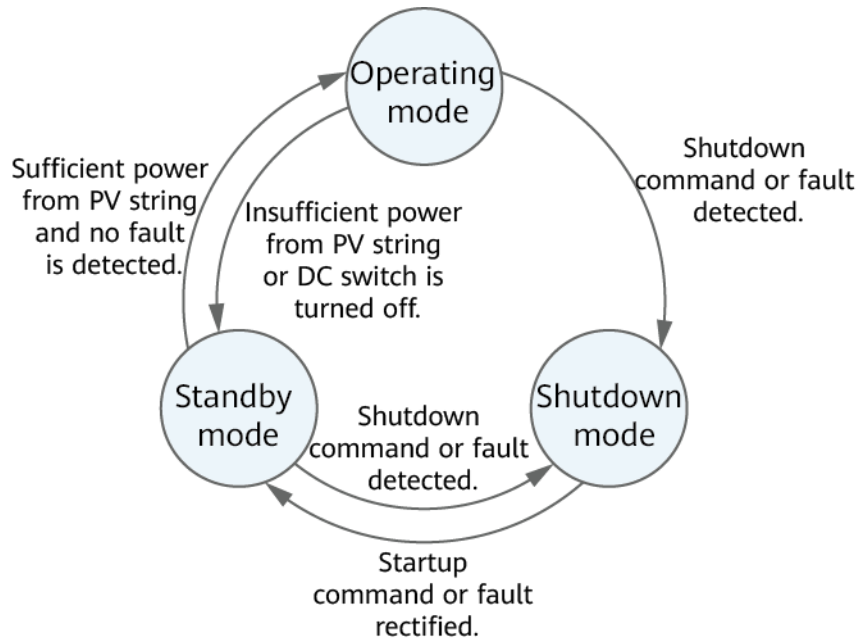 Operating
mode
Shutdown
command or fault
detected.
Sufficient power
from PV string
and no fault
is detected.
Insufficient power
from PV string
or DC switch is
turned off.
Standby
mode
Shutdown
command or fault
detected.
Shutdown
mode
Startup
command or fault
rectified.